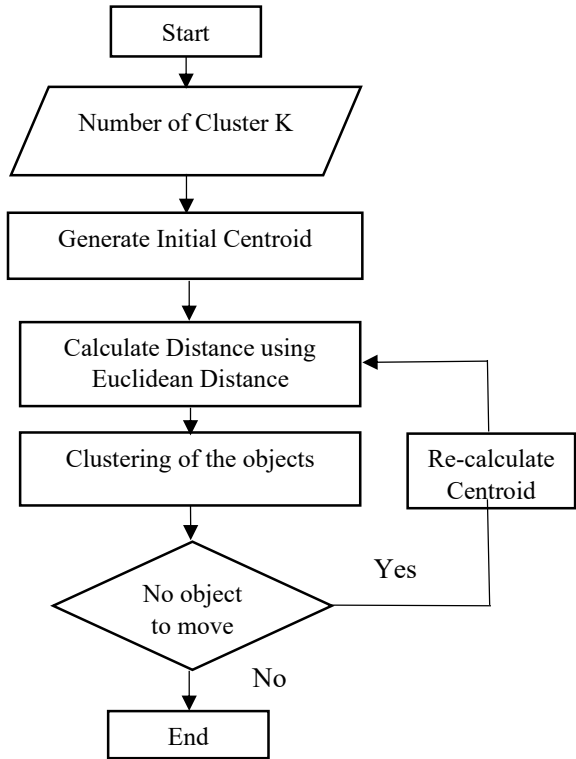 Start
Number of Cluster K
Generate Initial Centroid
Calculate Distance using
Euclidean Distance
Clustering of the objects
Re-calculate
Centroid
No object
to move
Yes
No
End